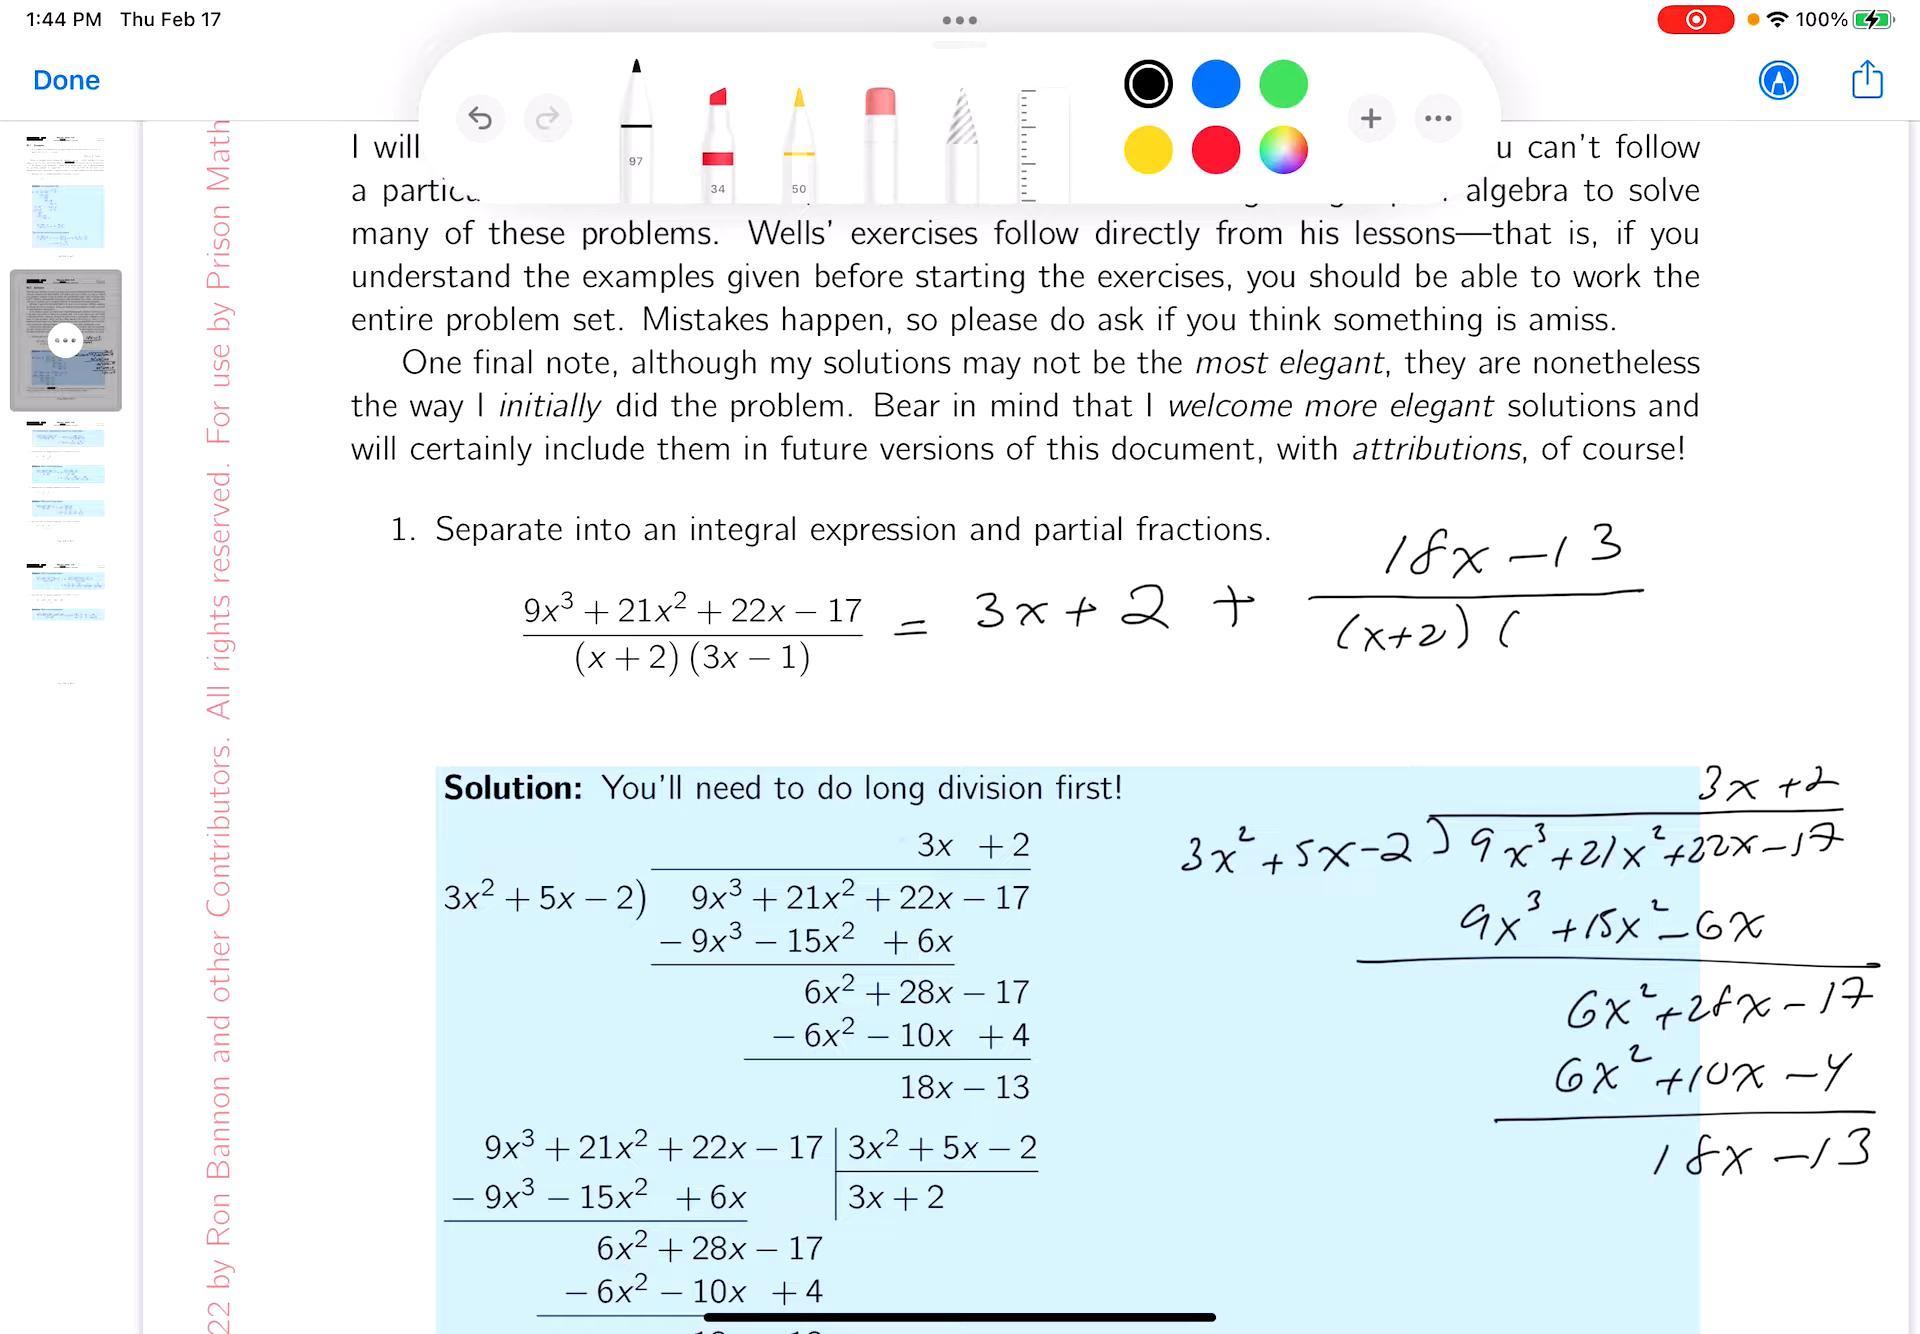 1:44 PM Thu Feb 17
100%
Done
97
34
50
22 by Ron Bannon and other Contributors. All rights reserved. For use by Prison Math
I will u can't follow
a partic algebra to solve
many of these problems. Wells' exercises follow directly from his lessons—that is, if you
understand the examples given before starting the exercises, you should be able to work the
entire problem set. Mistakes happen, so please do ask if you think something is amiss.
One final note, although my solutions may not be the most elegant, they are nonetheless
the way I initially did the problem. Bear in mind that I welcome more elegant solutions and
will certainly include them in future versions of this document, with attributions, of course!
1. Separate into an integral expression and partial fractions.
9x³ + 21x² + 22x − 17
(x + 2) (3x − 1)
= 3x + 2 +
18x − 13
(x+2) (
Solution: You'll need to do long division first!
3x + 2
3x² + 5x − 2) 9x³ + 21x² + 22x − 17
− 9x³ − 15x² + 6x
6x² + 28x − 17
− 6x² − 10x + 4
18x − 13
9x³ + 21x² + 22x − 17 | 3x² + 5x − 2
− 9x³ − 15x² + 6x | 3x + 2
6x² + 28x − 17
− 6x² − 10x + 4
3x + 2
3x² + 5x − 2 ) 9x³ + 21x² + 22x − 17
9x³ + 15x² − 6x
6x² + 28x − 17
6x² + 10x − 4
18x − 13